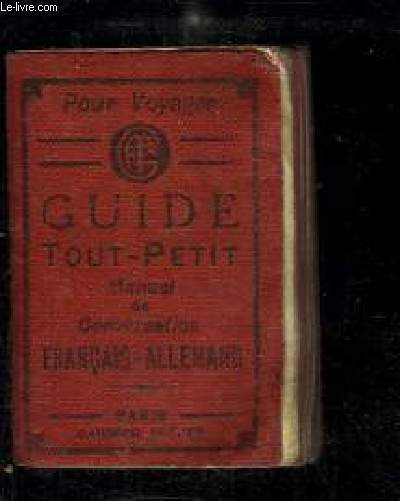 Le-Livre.com
Pour Voyager
GUIDE
TOUT-PETIT
Manuel
de
Conversation
FRANÇAIS-ALLEMAND
PARIS